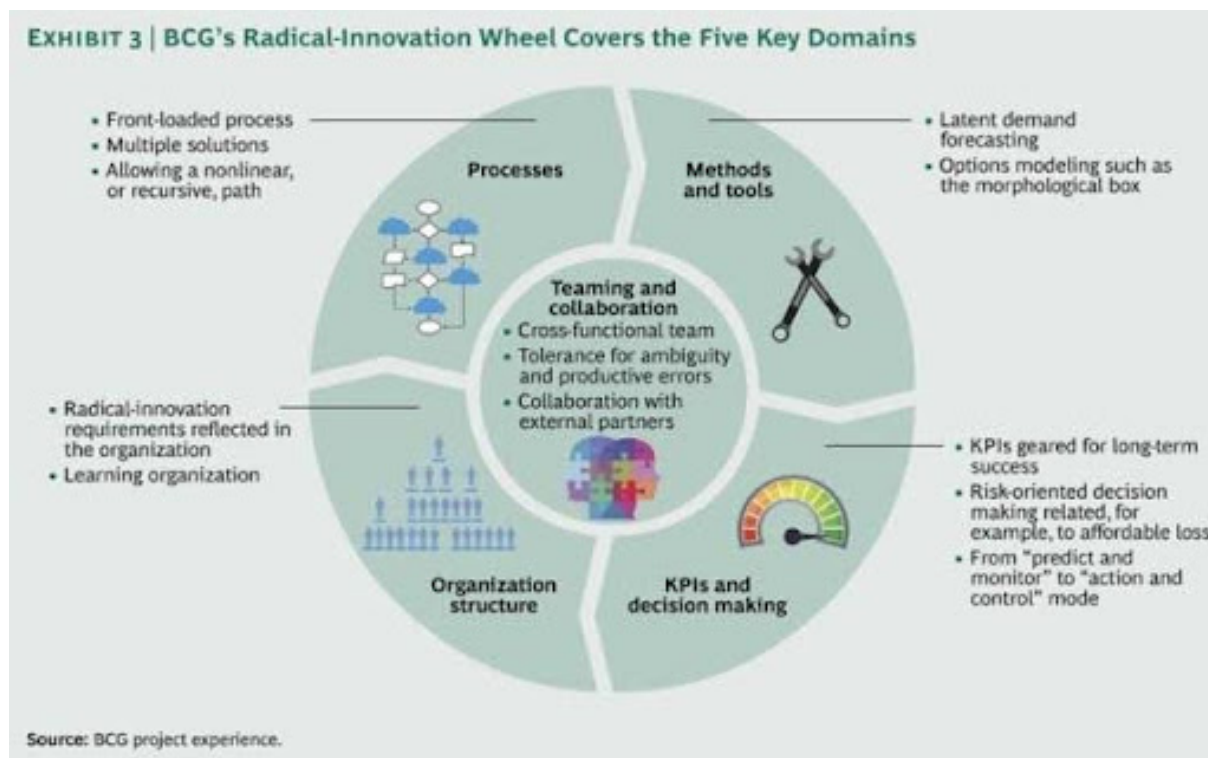 EXHIBIT 3 | BCG's Radical-Innovation Wheel Covers the Five Key Domains
• Front-loaded process
• Multiple solutions
• Allowing a nonlinear,
or recursive, path
Processes
Methods
and tools
• Latent demand
forecasting
• Options modeling such as
the morphological box
Teaming and
collaboration
• Cross-functional team
• Tolerance for ambiguity
and productive errors
• Collaboration with
external partners
• Radical-innovation
requirements reflected in
the organization
• Learning organization
Organization
structure
KPIs and
decision making
• KPIs geared for long-term
success
• Risk-oriented decision
making related, for
example, to affordable loss
• From "predict and
monitor" to "action and
control" mode
Source: BCG project experience.